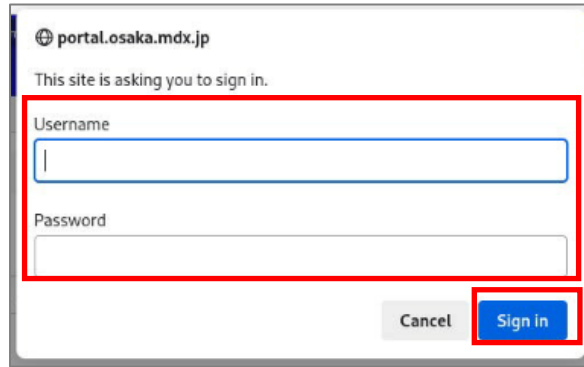 portal.osaka.mdx.jp
This site is asking you to sign in.
Username
Password
Cancel Sign in